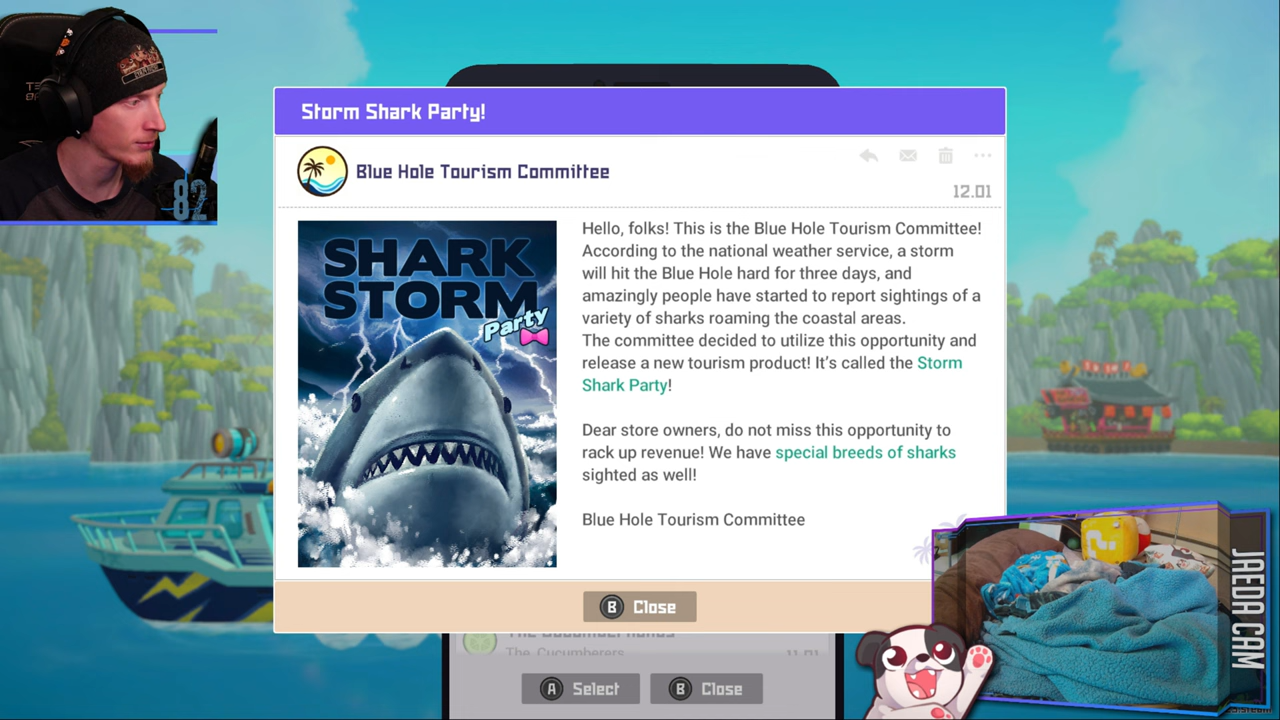 Storm Shark Party!
Blue Hole Tourism Committee
12.01
SHARK
STORM
Party
Hello, folks! This is the Blue Hole Tourism Committee!
According to the national weather service, a storm
will hit the Blue Hole hard for three days, and
amazingly people have started to report sightings of a
variety of sharks roaming the coastal areas.
The committee decided to utilize this opportunity and
release a new tourism product! It's called the Storm
Shark Party!
Dear store owners, do not miss this opportunity to
rack up revenue! We have special breeds of sharks
sighted as well!
Blue Hole Tourism Committee
B Close
The Cucumberers
11.01
A Select
B Close
82
JAEDA CAM